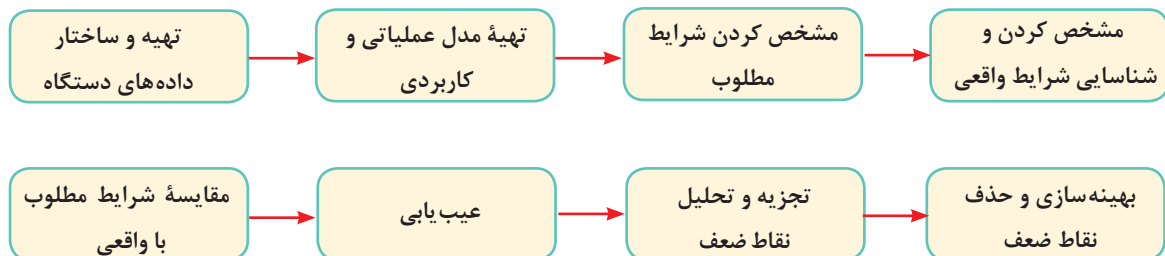 تهیه و ساختار
داده‌های دستگاه
تهیهٔ مدل عملیاتی و
کاربردی
مشخص کردن شرایط
مطلوب
مشخص کردن و
شناسایی شرایط واقعی
مقایسهٔ شرایط مطلوب
با واقعی
عیب‌یابی
تجزیه و تحلیل
نقاط ضعف
بهینه‌سازی و حذف
نقاط ضعف